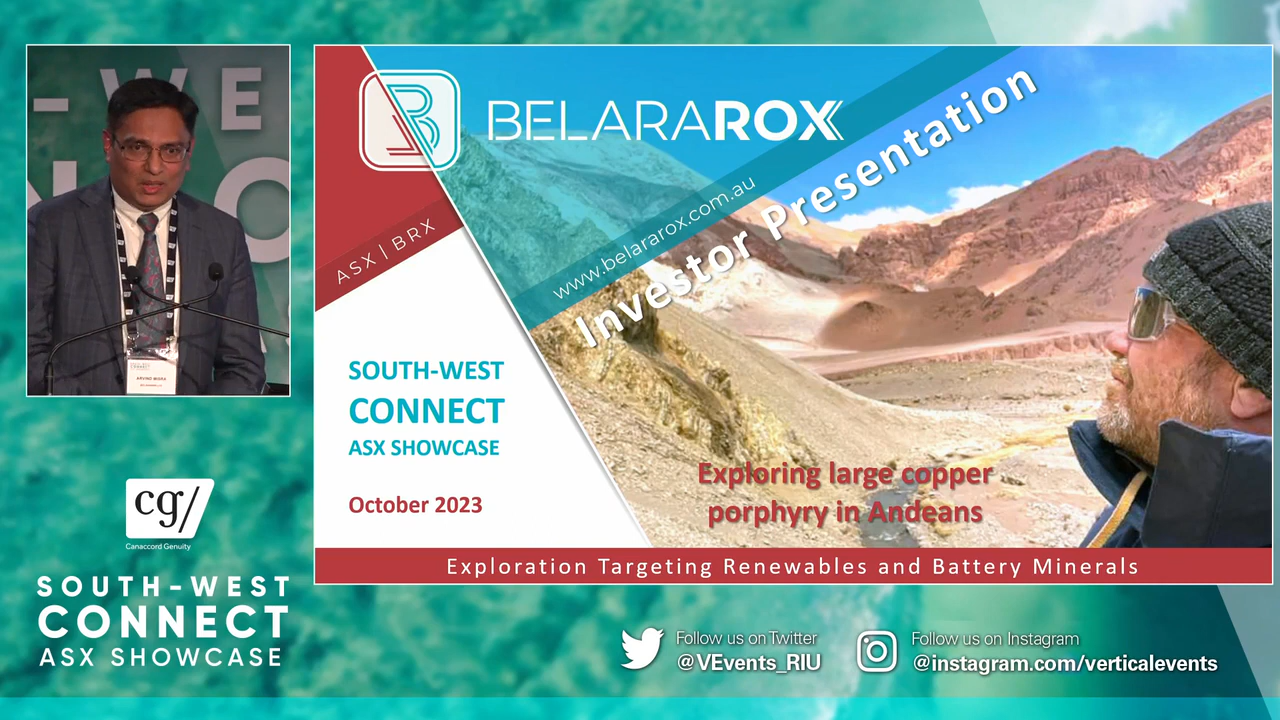 - W E
N
O
ARVIND MISRA
cg/
Canaccord Genuity
SOUTH-WEST
CONNECT
ASX SHOWCASE
BELARAROX
ASX | BRX
www.belararox.com.au
Investor Presentation
SOUTH-WEST
CONNECT
ASX SHOWCASE
October 2023
Exploring large copper
porphyry in Andeans
Exploration Targeting Renewables and Battery Minerals
Follow us on Twitter
@VEvents_RIU
Follow us on Instagram
@instagram.com/verticalevents